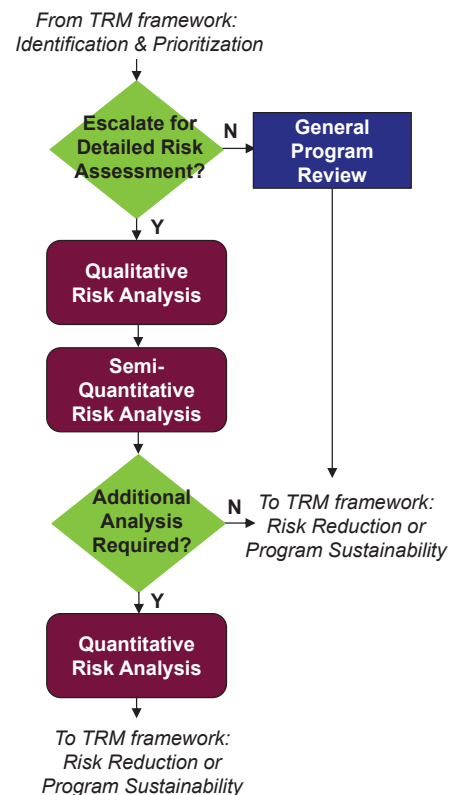 From TRM framework:
Identification & Prioritization
Escalate for
Detailed Risk
Assessment?
N
General
Program
Review
Y
Qualitative
Risk Analysis
Semi-
Quantitative
Risk Analysis
Additional
Analysis
Required?
N
To TRM framework:
Risk Reduction or
Program Sustainability
Y
Quantitative
Risk Analysis
To TRM framework:
Risk Reduction or
Program Sustainability